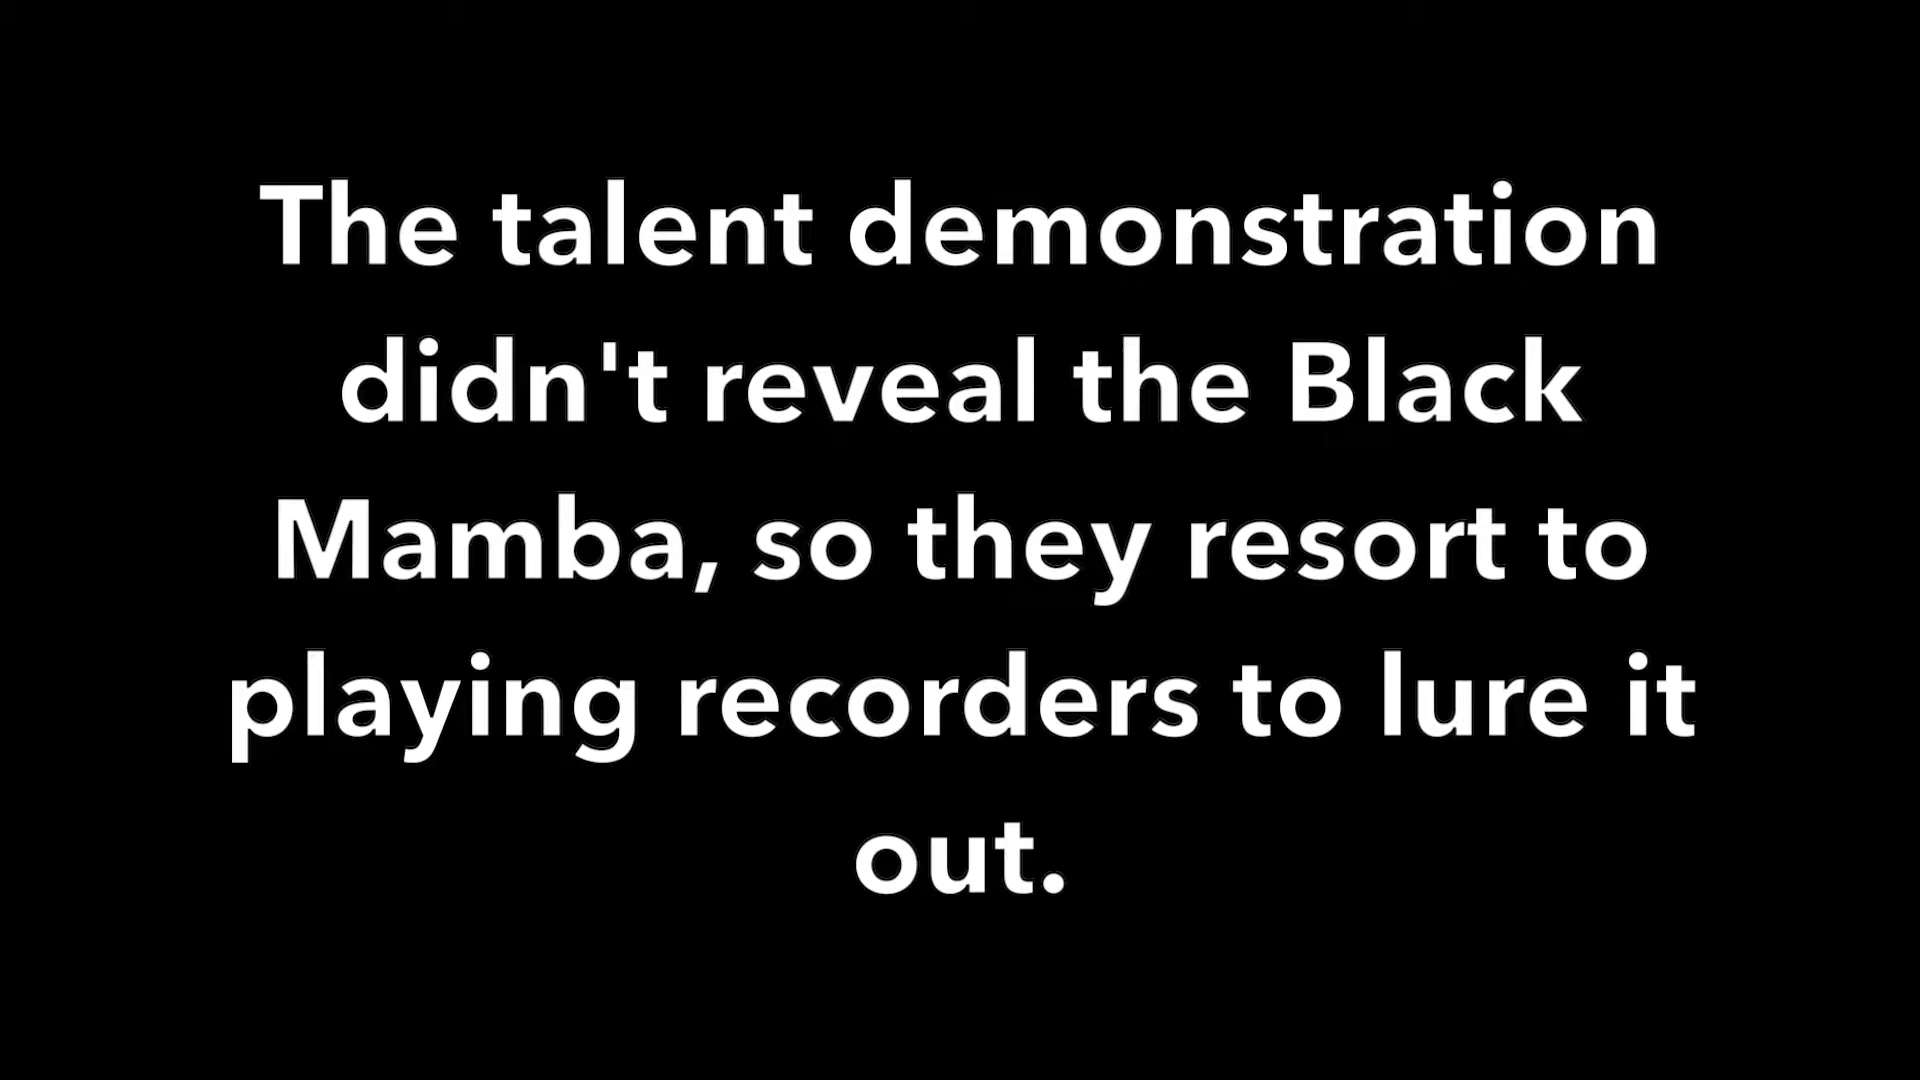 The talent demonstration
didn't reveal the Black
Mamba, so they resort to
playing recorders to lure it
out.